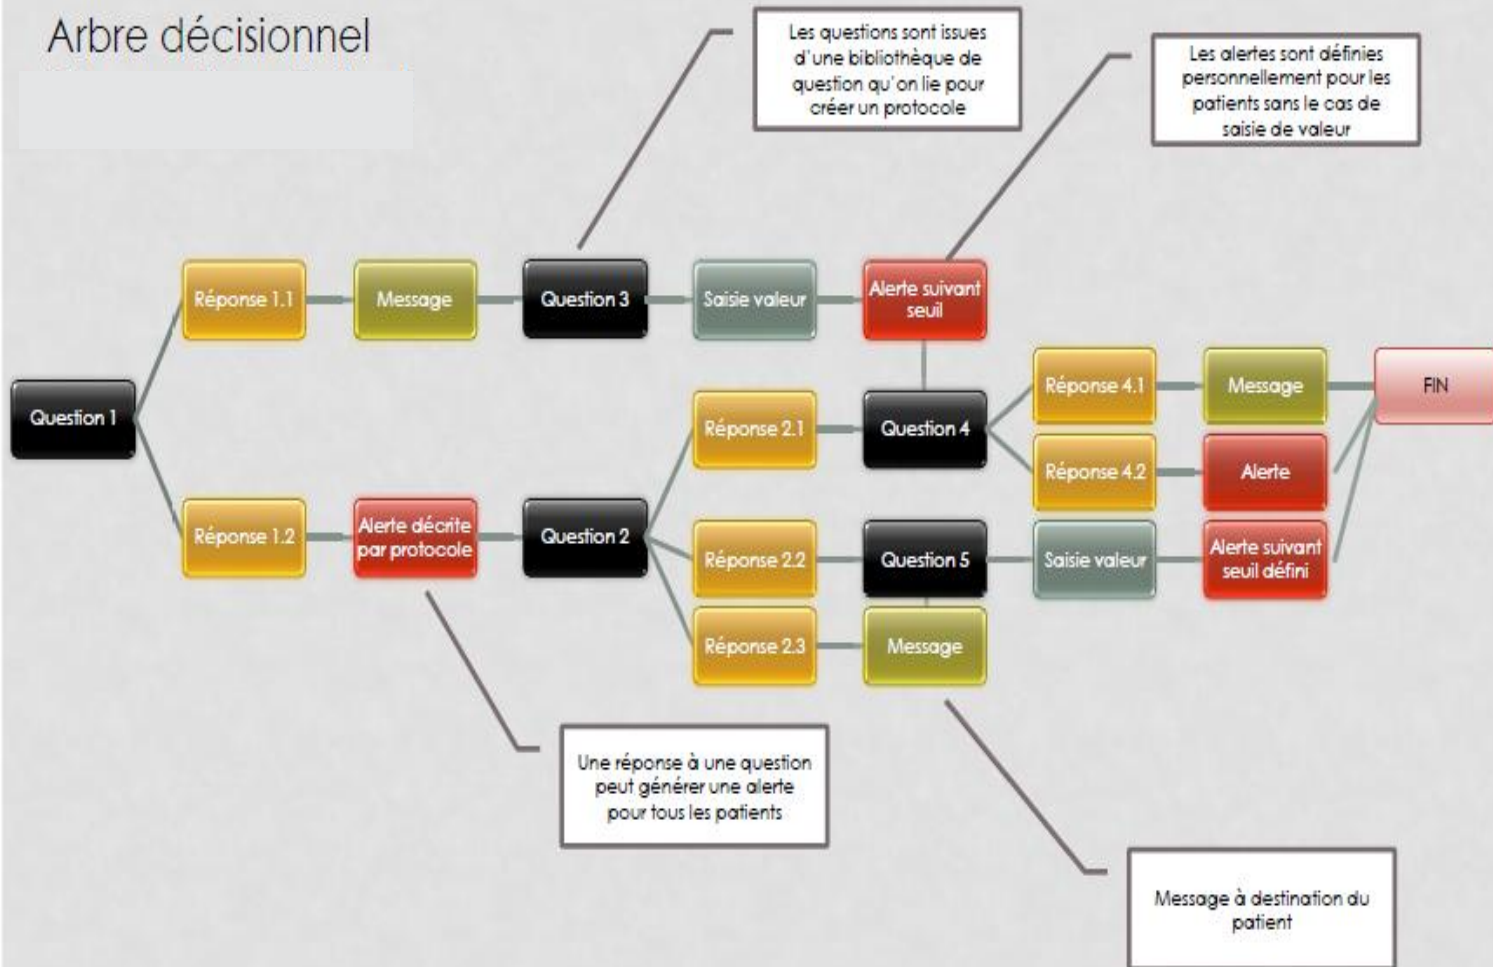 Arbre décisionnel
Les questions sont issues
d'une bibliothèque de
question qu'on lie pour
créer un protocole
Les alertes sont définies
personnellement pour les
patients sans le cas de
saisie de valeur
Réponse 1.1
Message
Question 3
Saisie valeur
Alerte suivant
seuil
Question 1
Réponse 2.1
Question 4
Réponse 4.1
Message
FIN
Réponse 4.2
Alerte
Réponse 1.2
Alerte décrite
par protocole
Question 2
Réponse 2.2
Question 5
Saisie valeur
Alerte suivant
seuil défini
Réponse 2.3
Message
Une réponse à une question
peut générer une alerte
pour tous les patients
Message à destination du
patient